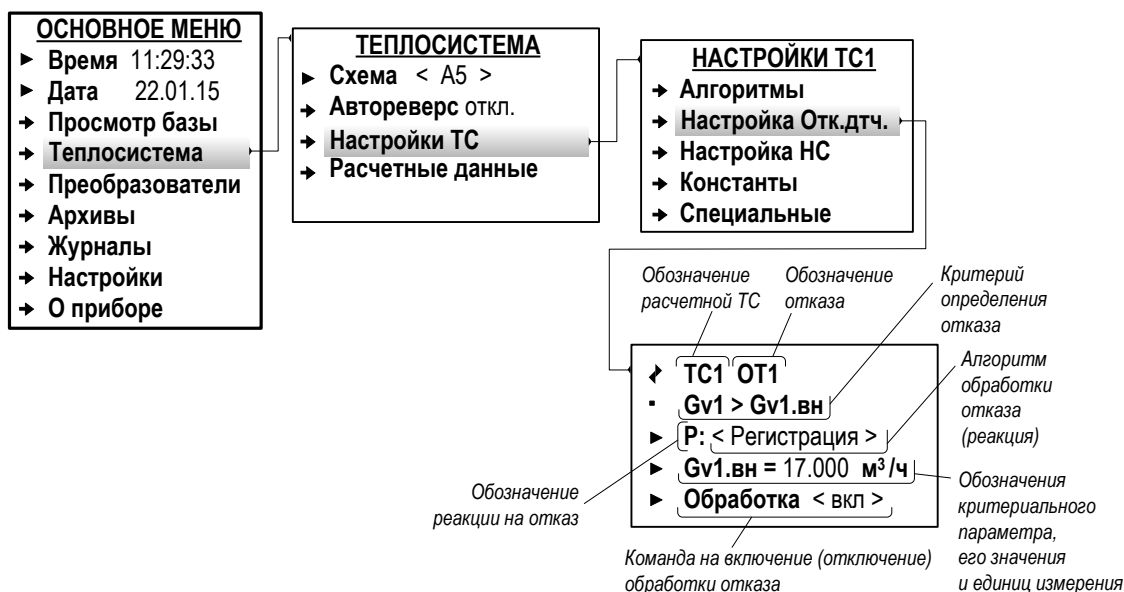 ОСНОВНОЕ МЕНЮ
Время 11:29:33
Дата 22.01.15
Просмотр базы
Теплосистема
Преобразователи
Архивы
Журналы
Настройки
О приборе
ТЕПЛОСИСТЕМА
Схема < А5 >
Автореверс откл.
Настройки ТС
Расчетные данные
НАСТРОЙКИ ТС1
Алгоритмы
Настройка Отк.дтч.
Настройка НС
Константы
Специальные
Обозначение
расчетной ТС
Обозначение
отказа
Критерий
определения
отказа
ТС1 ОТ1
Gv1 > Gv1.вн
Р: < Регистрация >
Gv1.вн = 17.000 м³/ч
Обработка < вкл >
Алгоритм
обработки
отказа
(реакция)
Обозначение
реакции на отказ
Обозначения
критериального
параметра,
его значения
и единиц измерения
Команда на включение (отключение)
обработки отказа